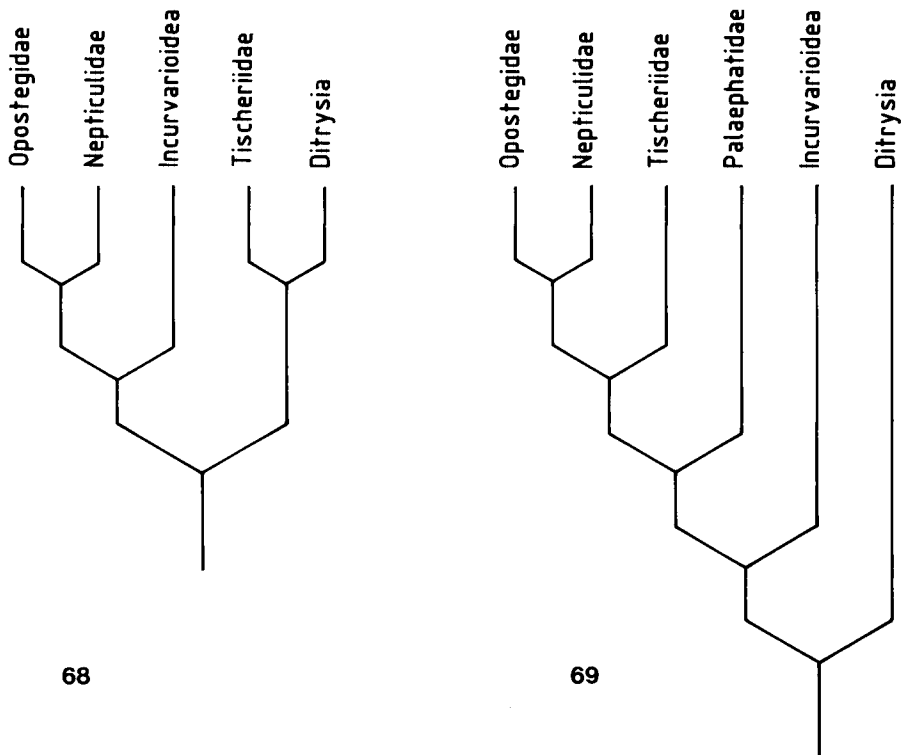 Opostegidae
Nepticulidae
Incurvarioidea
Tischeriidae
Ditrysia
68
Opostegidae
Nepticulidae
Tischeriidae
Palaephatidae
Incurvarioidea
Ditrysia
69